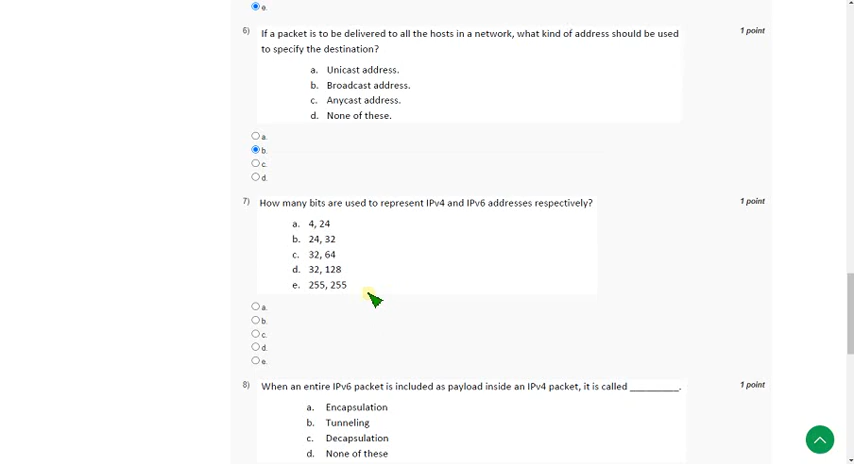 e.
6) If a packet is to be delivered to all the hosts in a network, what kind of address should be used 1 point
to specify the destination?
a. Unicast address.
b. Broadcast address.
c. Anycast address.
d. None of these.
a.
b.
c.
d.
7) How many bits are used to represent IPv4 and IPv6 addresses respectively? 1 point
a. 4, 24
b. 24, 32
c. 32, 64
d. 32, 128
e. 255, 255
a.
b.
c.
d.
e.
8) When an entire IPv6 packet is included as payload inside an IPv4 packet, it is called _________. 1 point
a. Encapsulation
b. Tunneling
c. Decapsulation
d. None of these